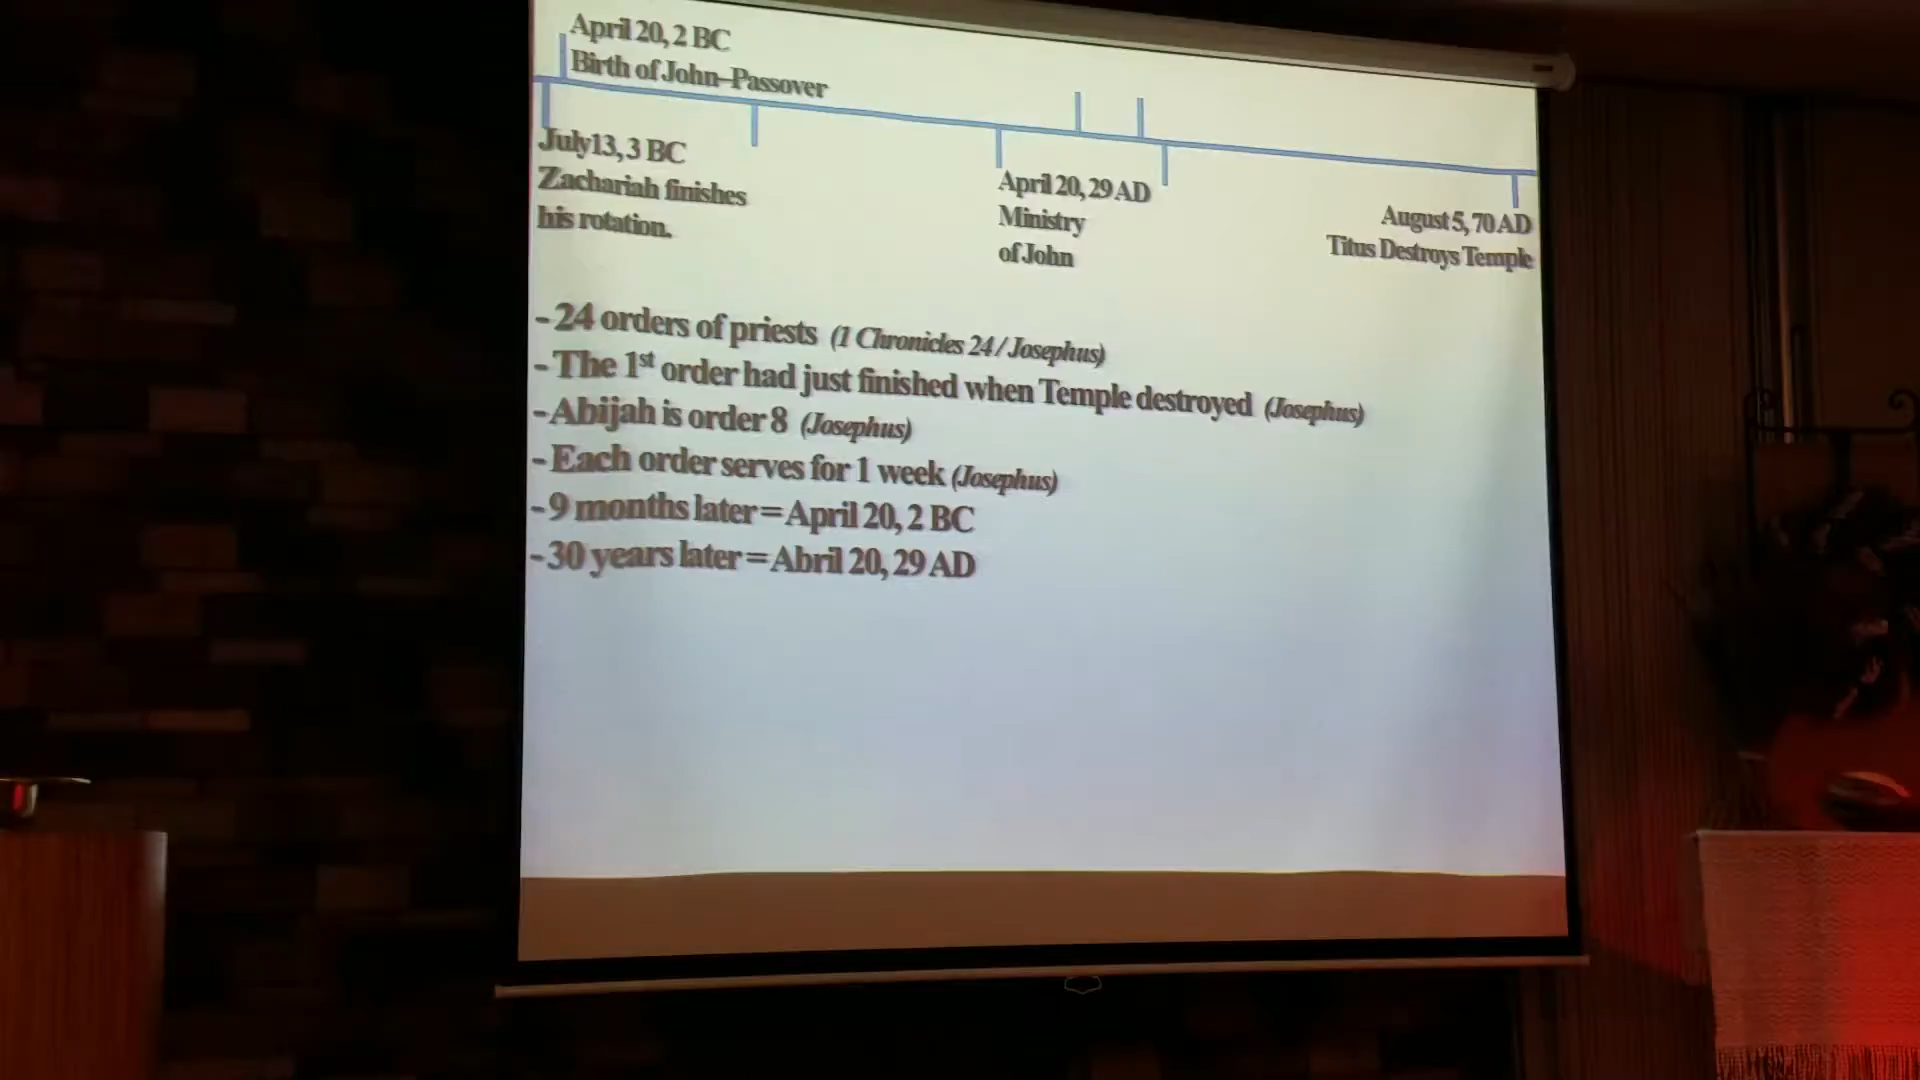 April 20, 2 BC
Birth of John–Passover
July13, 3 BC
Zachariah finishes
his rotation.
April 20, 29 AD
Ministry
of John
August 5, 70 AD
Titus Destroys Temple
- 24 orders of priests (1 Chronicles 24 / Josephus)
- The 1st order had just finished when Temple destroyed (Josephus)
- Abijah is order 8 (Josephus)
- Each order serves for 1 week (Josephus)
- 9 months later = April 20, 2 BC
- 30 years later = Abril 20, 29 AD